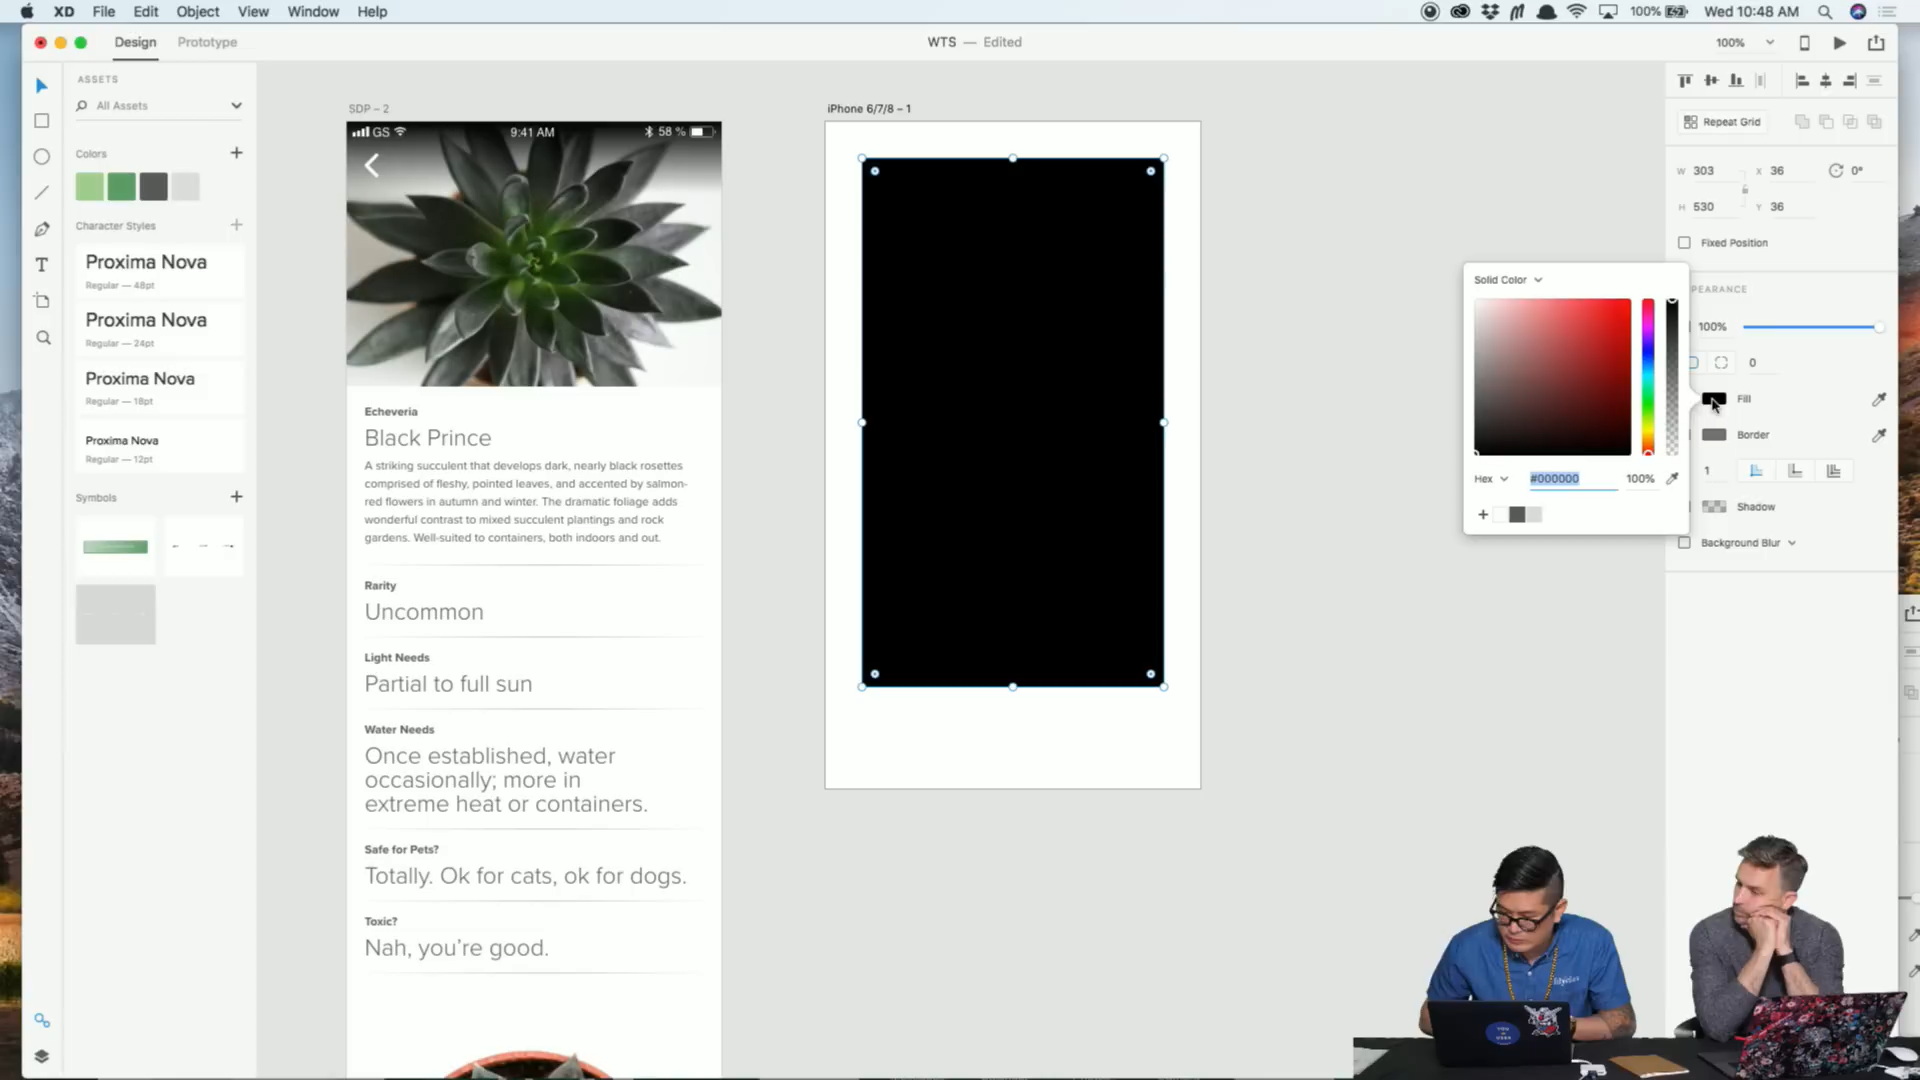 XD File Edit Object View Window Help
100% Wed 10:48 AM
Design Prototype
WTS — Edited
100%
ASSETS
All Assets
Colors
Character Styles
Proxima Nova
Regular — 48pt
Proxima Nova
Regular — 24pt
Proxima Nova
Regular — 18pt
Proxima Nova
Regular — 12pt
Symbols
SDP – 2
GS 9:41 AM 58 %
Echeveria
Black Prince
A striking succulent that develops dark, nearly black rosettes
comprised of fleshy, pointed leaves, and accented by salmon-
red flowers in autumn and winter. The dramatic foliage adds
wonderful contrast to mixed succulent plantings and rock
gardens. Well-suited to containers, both indoors and out.
Rarity
Uncommon
Light Needs
Partial to full sun
Water Needs
Once established, water
occasionally; more in
extreme heat or containers.
Safe for Pets?
Totally. Ok for cats, ok for dogs.
Toxic?
Nah, you're good.
iPhone 6/7/8 – 1
Solid Color
Hex #000000 100%
Repeat Grid
W 303 X 36 0°
H 530 Y 36
Fixed Position
PEARANCE
100%
0
Fill
Border
1
Shadow
Background Blur